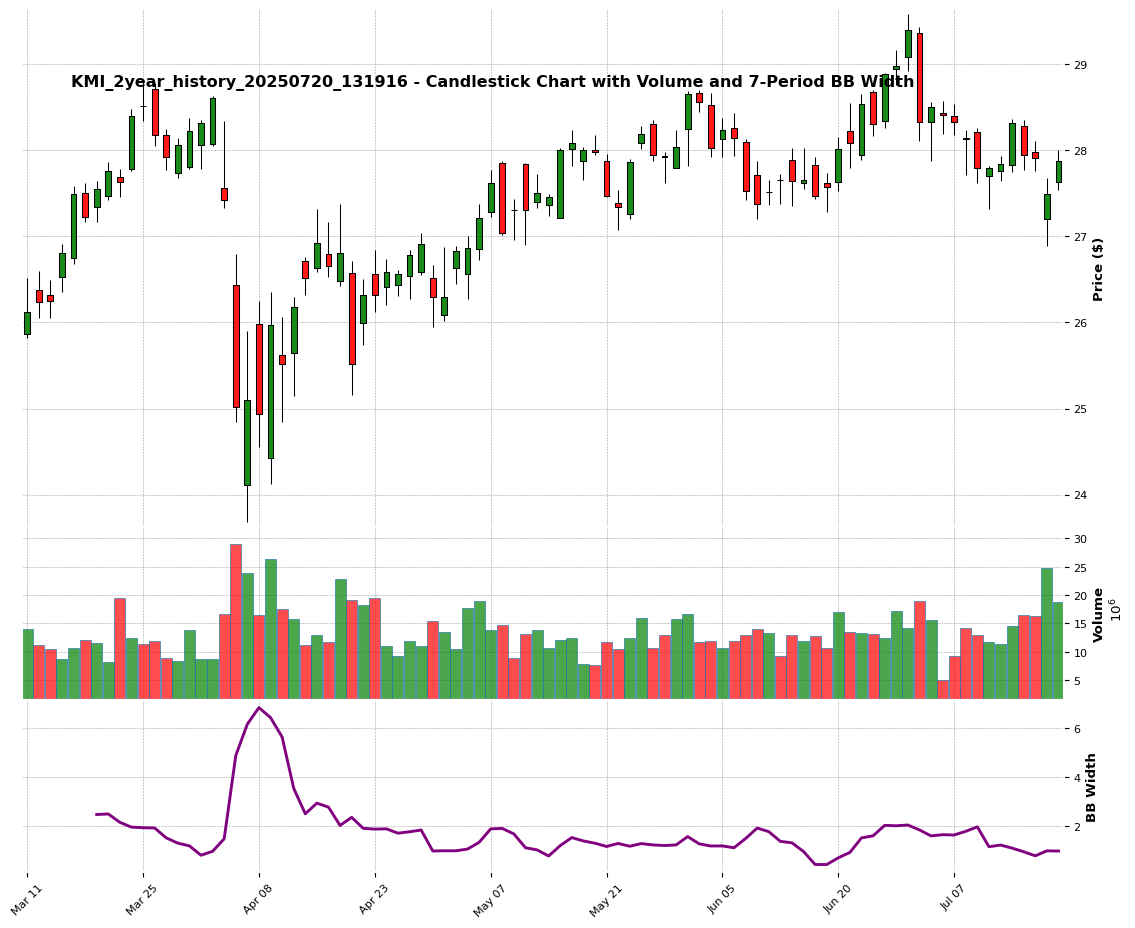 KMI_2year_history_20250720_131916 - Candlestick Chart with Volume and 7-Period BB Width
29
28
27
26
25
24
Price ($)
30
25
20
15
10
5
Volume
10^6
6
4
2
BB Width
Mar 11
Mar 25
Apr 08
Apr 23
May 07
May 21
Jun 05
Jun 20
Jul 07